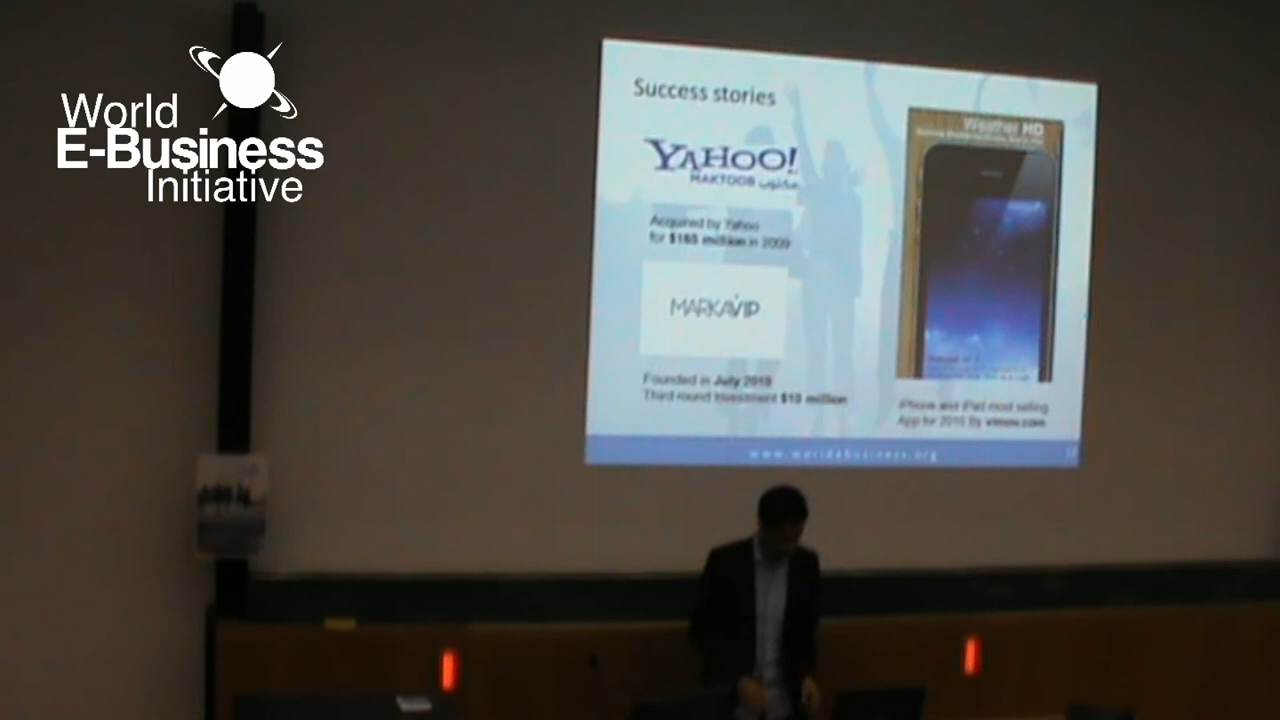 World
E-Business
Initiative
Success stories
YAHOO!
MAKTOOB مكتوب
Acquired by Yahoo
for $165 million in 2009
MARKAVIP
Founded in July 2010
Third round Investment $10 million
Weather HD
iPhone and iPad most selling
App for 2010 By vimov.com
www.worldebusiness.org